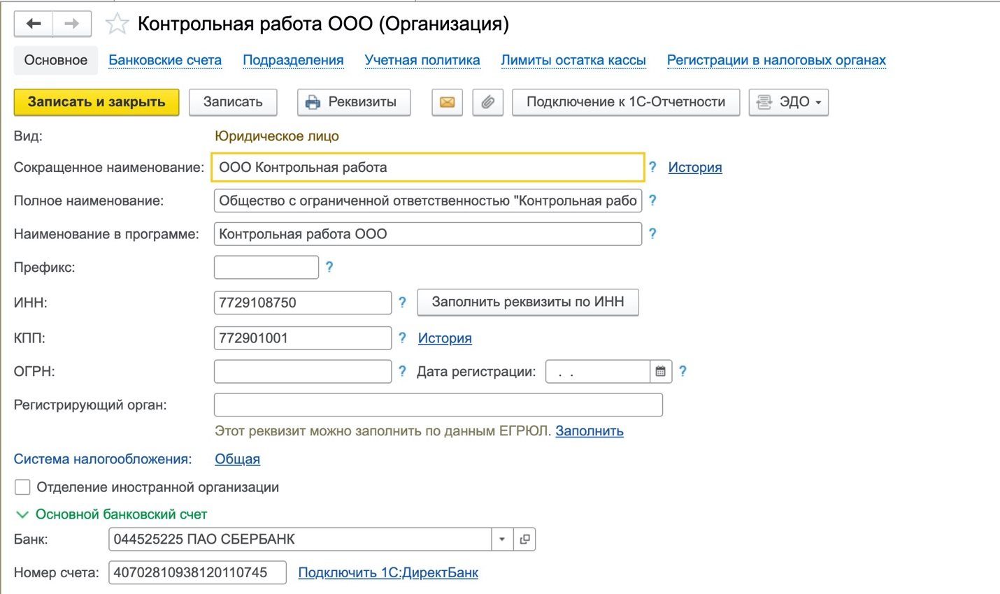 Контрольная работа ООО (Организация)
Основное Банковские счета Подразделения Учетная политика Лимиты остатка кассы Регистрации в налоговых органах
Записать и закрыть Записать Реквизиты Подключение к 1С-Отчетности ЭДО
Вид: Юридическое лицо
Сокращенное наименование: ООО Контрольная работа ? История
Полное наименование: Общество с ограниченной ответственностью "Контрольная рабо ?
Наименование в программе: Контрольная работа ООО ?
Префикс: ?
ИНН: 7729108750 ? Заполнить реквизиты по ИНН
КПП: 772901001 ? История
ОГРН: ? Дата регистрации: . . ?
Регистрирующий орган:
Этот реквизит можно заполнить по данным ЕГРЮЛ. Заполнить
Система налогообложения: Общая
Отделение иностранной организации
Основной банковский счет
Банк: 044525225 ПАО СБЕРБАНК
Номер счета: 40702810938120110745 Подключить 1С:ДиректБанк